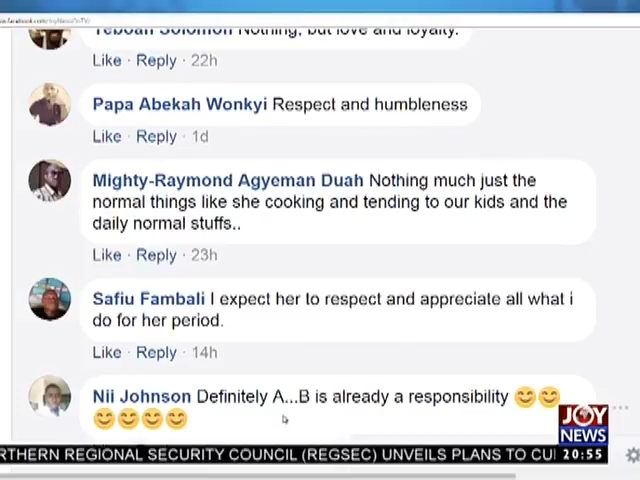 Teboah Solomon Nothing, but love and loyalty.
Like · Reply · 22h
Papa Abekah Wonkyi Respect and humbleness
Like · Reply · 1d
Mighty-Raymond Agyeman Duah Nothing much just the
normal things like she cooking and tending to our kids and the
daily normal stuffs..
Like · Reply · 23h
Safiu Fambali I expect her to respect and appreciate all what i
do for her period.
Like · Reply · 14h
Nii Johnson Definitely A...B is already a responsibility 😊😊
😊😊😊😊
JOY
NEWS
20:55
RTHERN REGIONAL SECURITY COUNCIL (REGSEC) UNVEILS PLANS TO CU